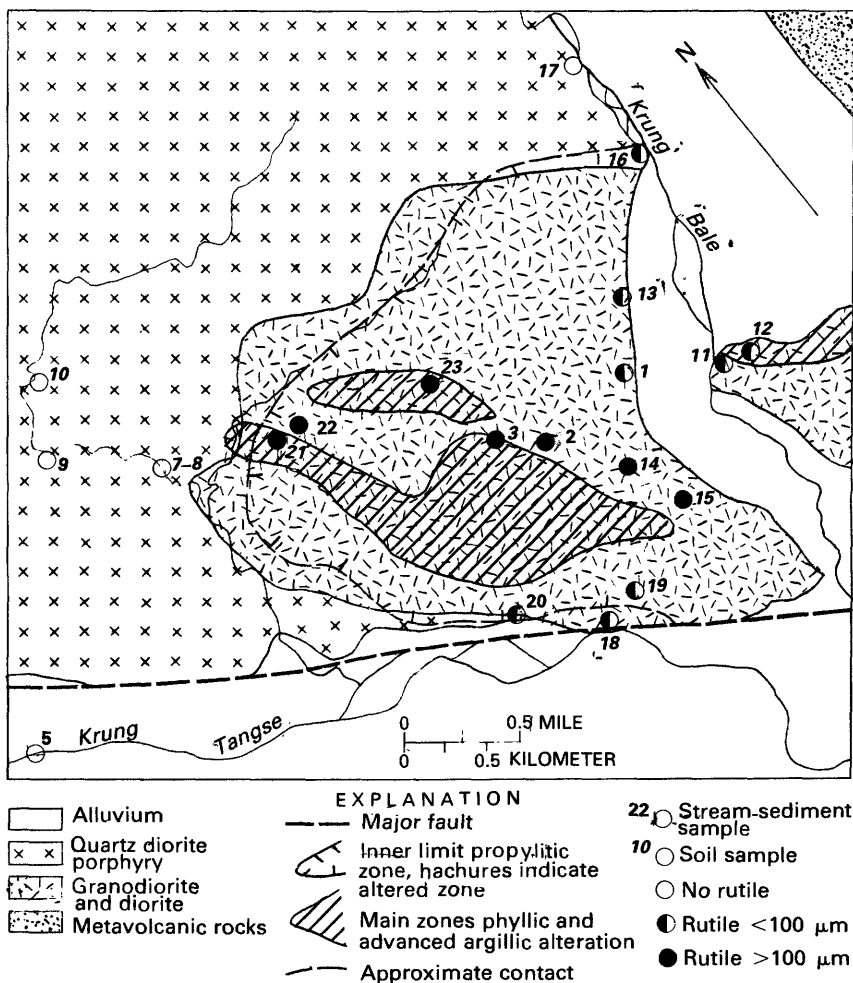 17
Krung
N
16
Bale
13
12
11
10
23
1
22
3
2
21
9
7-8
14
15
19
20
18
5
Krung
Tangse
0 0.5 MILE
0 0.5 KILOMETER
EXPLANATION
Alluvium
Quartz diorite
porphyry
Granodiorite
and diorite
Metavolcanic rocks
Major fault
Inner limit propylitic
zone, hachures indicate
altered zone
Main zones phyllic and
advanced argillic alteration
Approximate contact
22 Stream-sediment
sample
10 Soil sample
No rutile
Rutile <100 μm
Rutile >100 μm